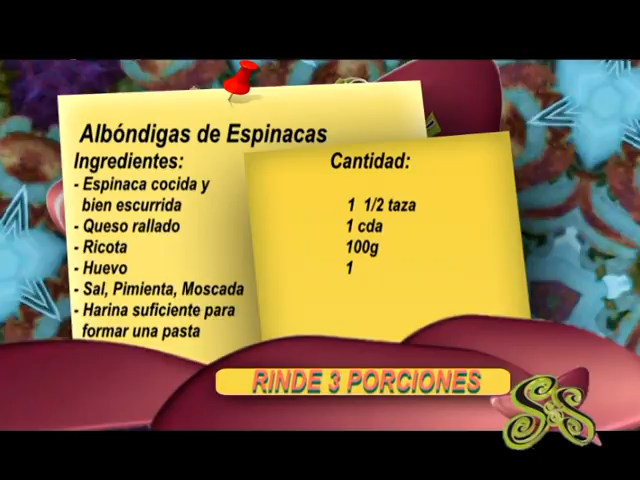 Albóndigas de Espinacas
Ingredientes: Cantidad:
- Espinaca cocida y
bien escurrida 1 1/2 taza
- Queso rallado 1 cda
- Ricota 100g
- Huevo 1
- Sal, Pimienta, Moscada
- Harina suficiente para
formar una pasta
RINDE 3 PORCIONES
S&S